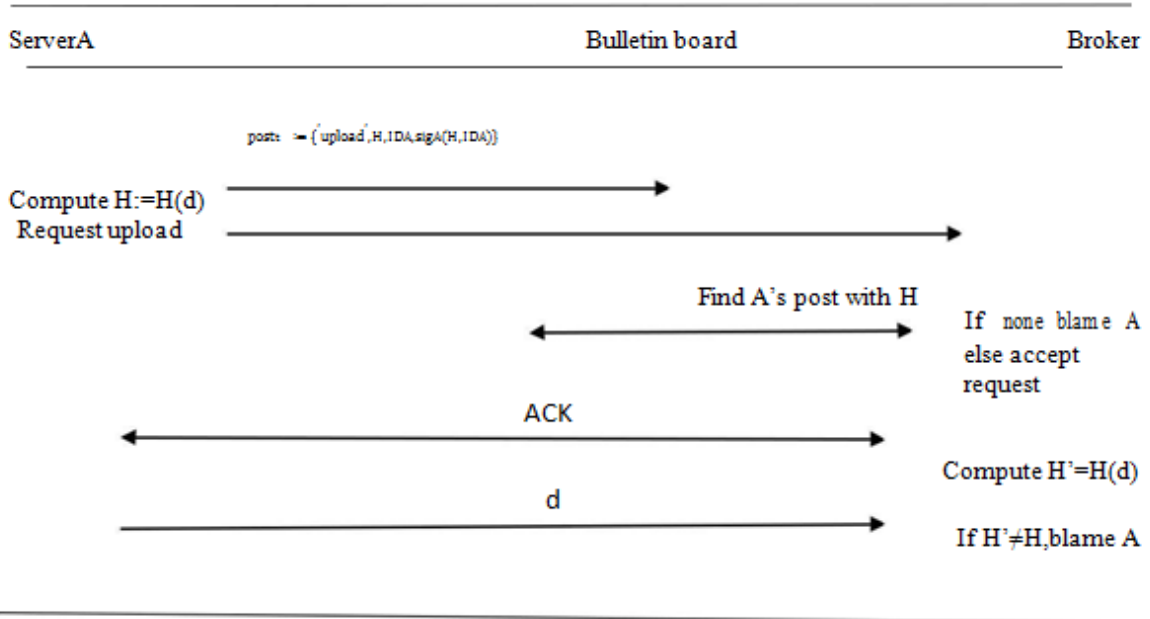 ServerA Bulletin board Broker
post: := {'upload',H,IDA,sigA(H,IDA)}
Compute H:=H(d)
Request upload
Find A's post with H
If none blame A
else accept
request
ACK
Compute H'=H(d)
d
If H'≠H,blame A